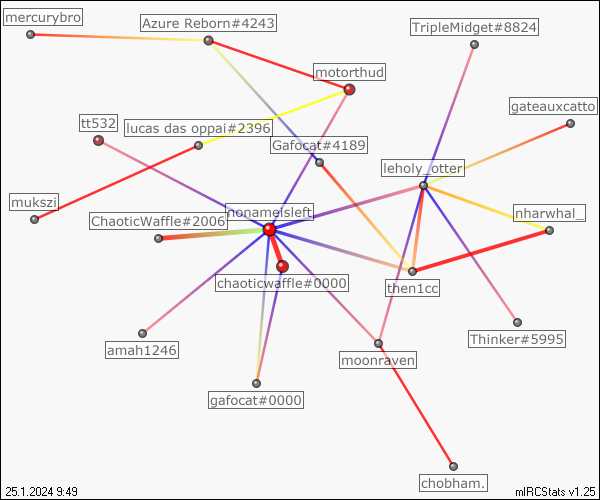 mercurybro
Azure Reborn#4243
TripleMidget#8824
motorthud
gateauxcatto
tt532
lucas das oppai#2396
Gafocat#4189
leholy_otter
mukszi
ChaoticWaffle#2006
nonameisleft
nharwhal_
chaoticwaffle#0000
then1cc
amah1246
moonraven
Thinker#5995
gafocat#0000
chobham.
25.1.2024 9:49
mIRCStats v1.25